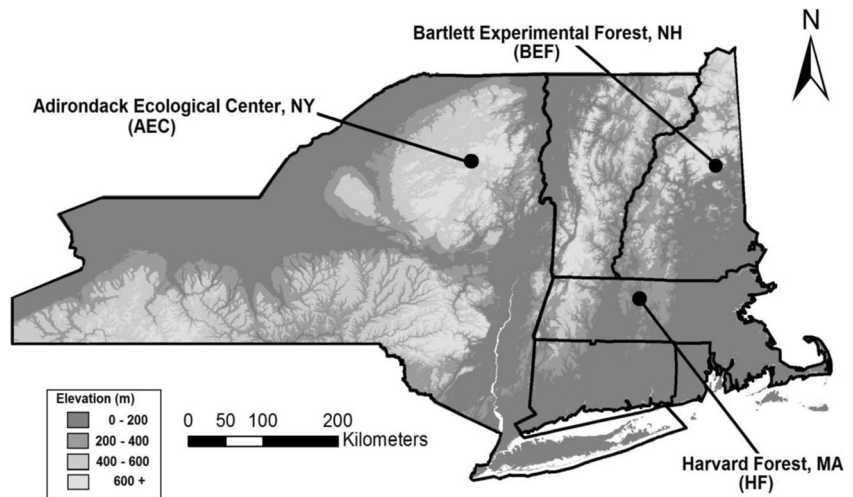 Bartlett Experimental Forest, NH
(BEF)
N
Adirondack Ecological Center, NY
(AEC)
Elevation (m)
0 - 200
200 - 400
400 - 600
600 +
0 50 100 200
Kilometers
Harvard Forest, MA
(HF)